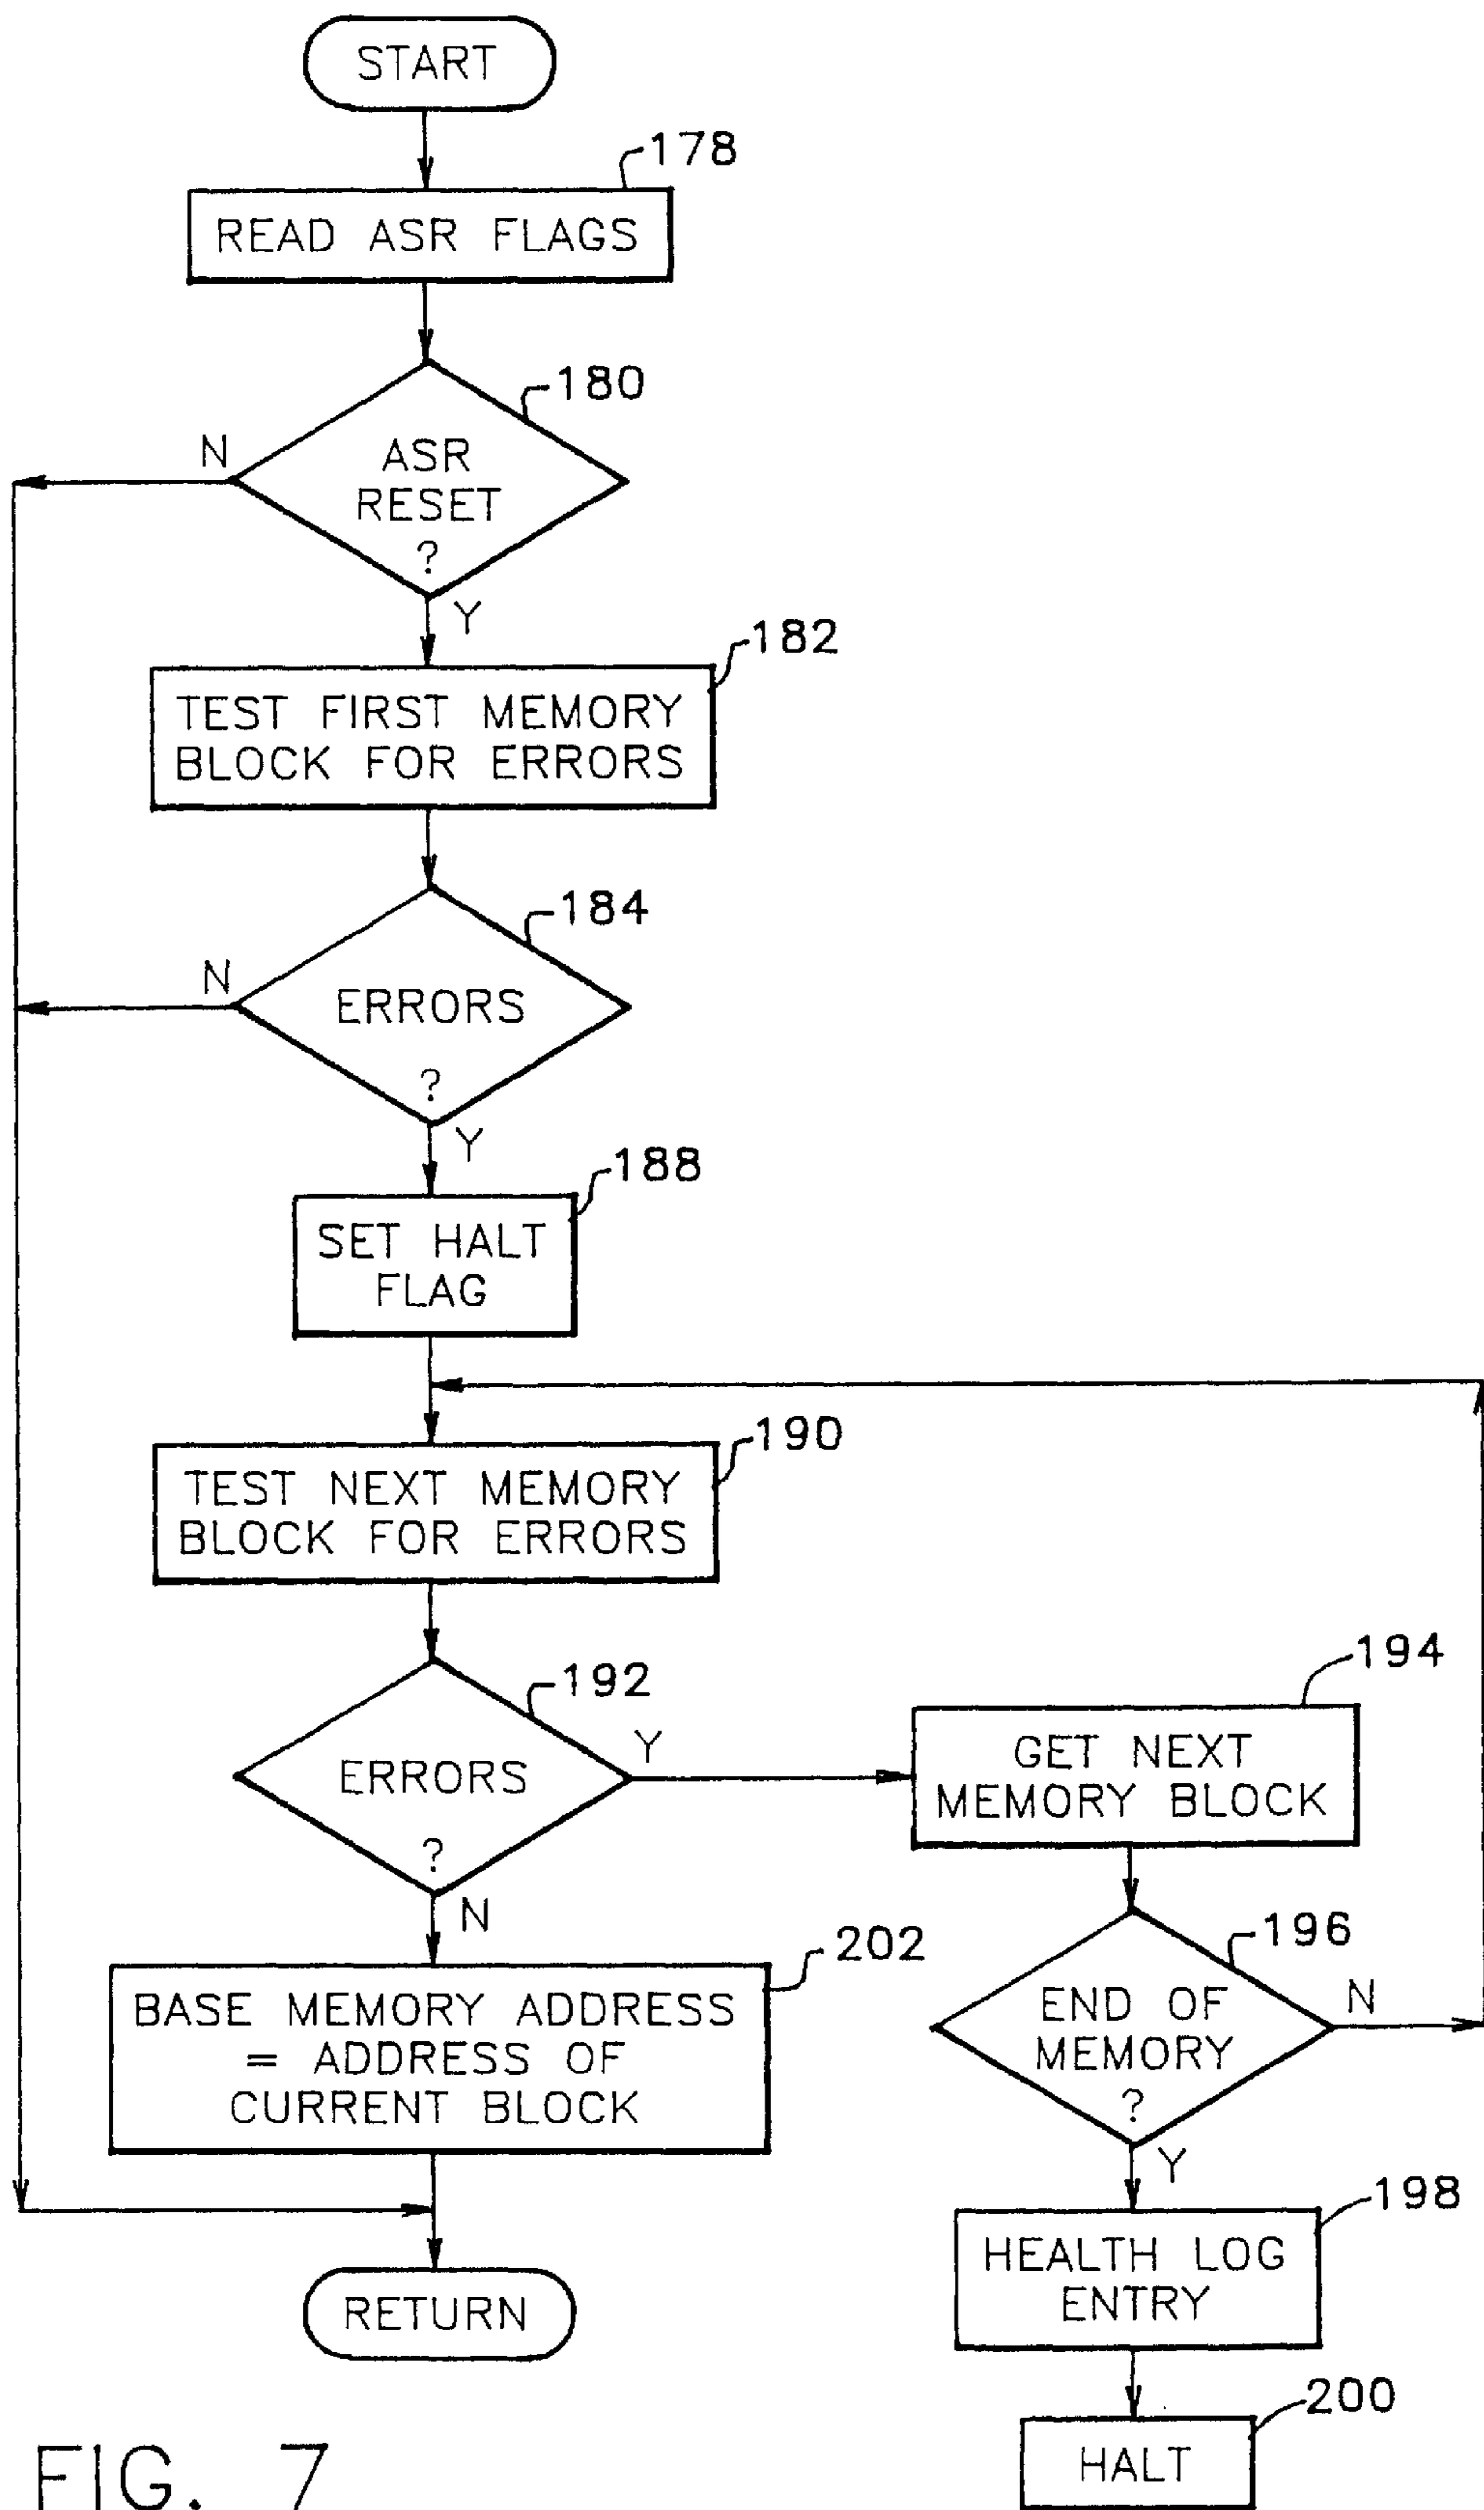 START
178
READ ASR FLAGS
180
N
ASR
RESET
?
Y
182
TEST FIRST MEMORY
BLOCK FOR ERRORS
184
N
ERRORS
?
Y
188
SET HALT
FLAG
190
TEST NEXT MEMORY
BLOCK FOR ERRORS
192
Y
ERRORS
?
N
194
GET NEXT
MEMORY BLOCK
196
END OF
MEMORY
?
N
Y
202
BASE MEMORY ADDRESS
= ADDRESS OF
CURRENT BLOCK
RETURN
198
HEALTH LOG
ENTRY
200
HALT
FIG. 7